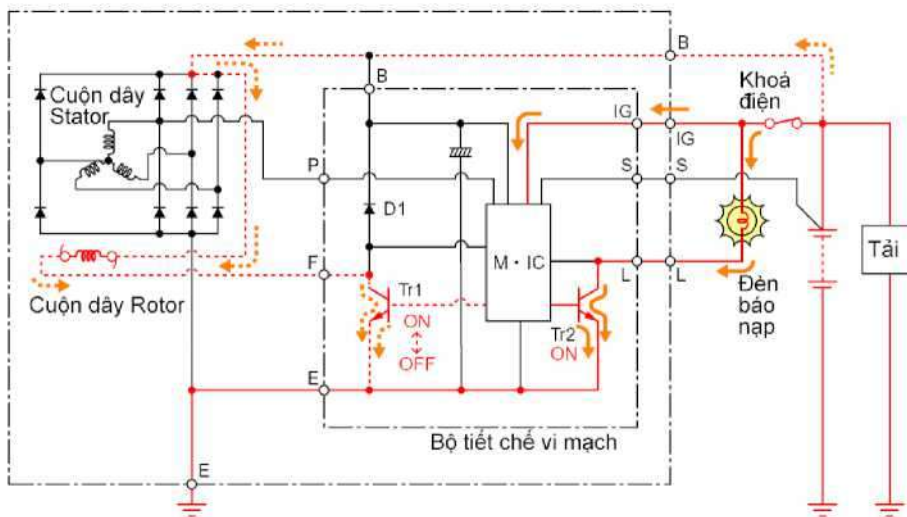 E
B
B
Khoá
điện
Cuộn dây
Stator
IG
IG
P
S
S
D1
M · IC
Tải
F
L
L
Cuộn dây Rotor
Tr1
Đèn
báo
nạp
ON
OFF
Tr2
ON
E
Bộ tiết chế vi mạch
E